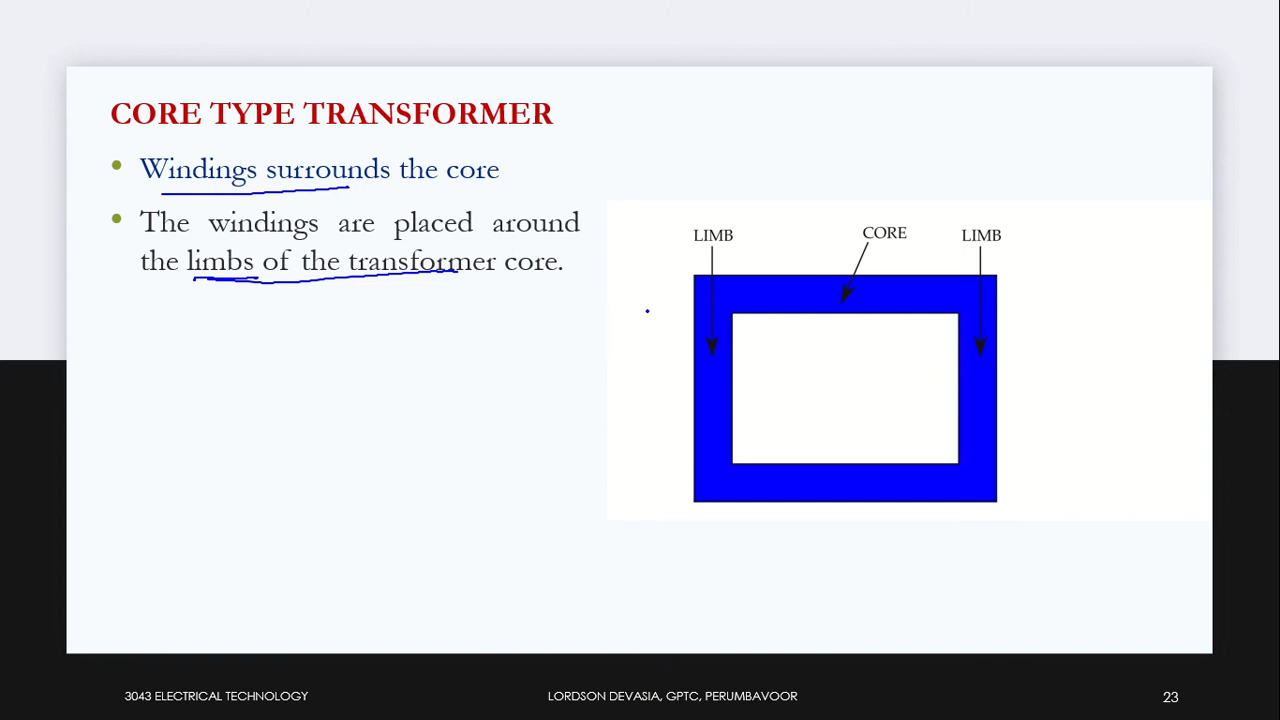 CORE TYPE TRANSFORMER
• Windings surrounds the core
• The windings are placed around
the limbs of the transformer core.
LIMB
CORE
LIMB
3043 ELECTRICAL TECHNOLOGY
LORDSON DEVASIA, GPTC, PERUMBAVOOR
23